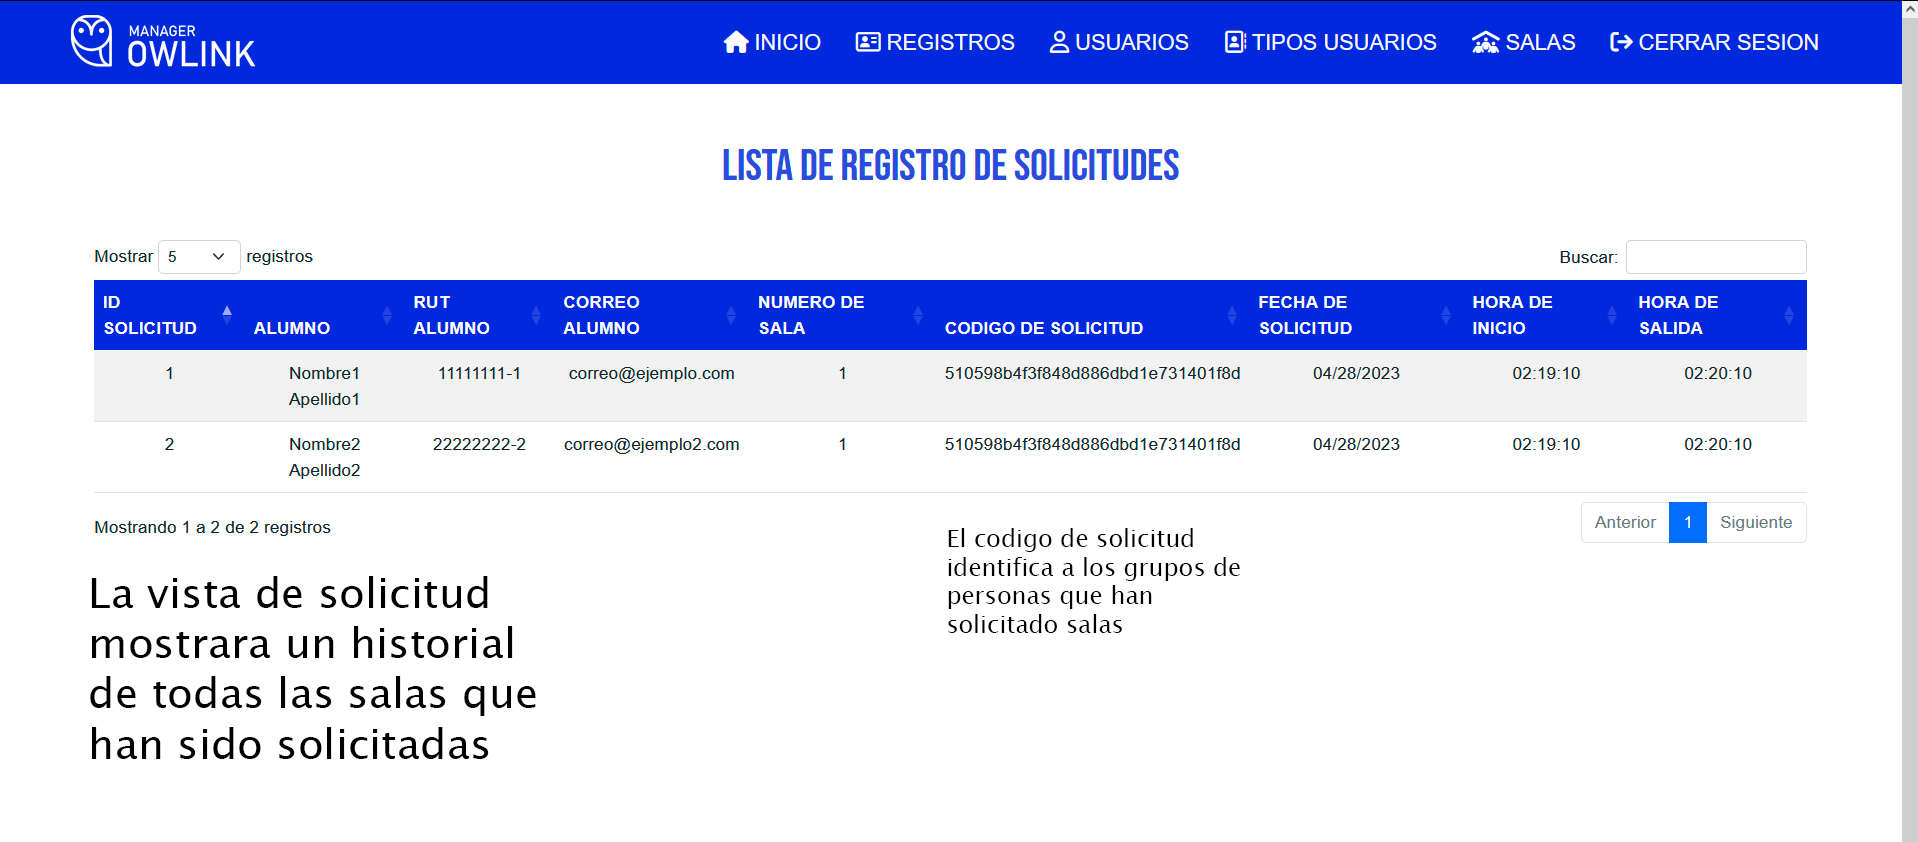 MANAGER
OWLINK
INICIO REGISTROS USUARIOS TIPOS USUARIOS SALAS CERRAR SESION
LISTA DE REGISTRO DE SOLICITUDES
Mostrar 5 registros Buscar:
ID SOLICITUD ALUMNO RUT ALUMNO CORREO ALUMNO NUMERO DE SALA CODIGO DE SOLICITUD FECHA DE SOLICITUD HORA DE INICIO HORA DE SALIDA
1 Nombre1 Apellido1 11111111-1 correo@ejemplo.com 1 510598b4f3f848d886dbd1e731401f8d 04/28/2023 02:19:10 02:20:10
2 Nombre2 Apellido2 22222222-2 correo@ejemplo2.com 1 510598b4f3f848d886dbd1e731401f8d 04/28/2023 02:19:10 02:20:10
Mostrando 1 a 2 de 2 registros
Anterior 1 Siguiente
El codigo de solicitud
identifica a los grupos de
personas que han
solicitado salas
La vista de solicitud
mostrara un historial
de todas las salas que
han sido solicitadas